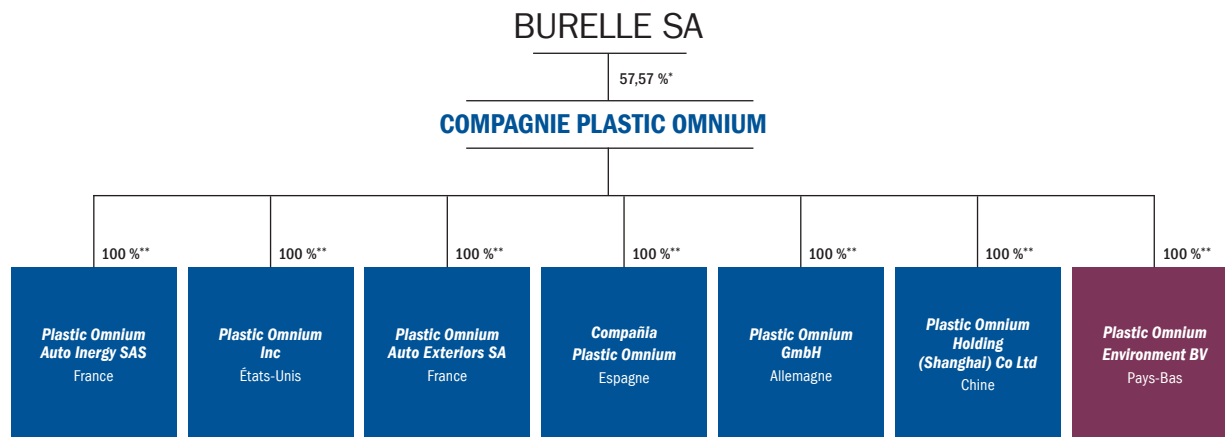 BURELLE SA
57,57 %*
COMPAGNIE PLASTIC OMNIUM
100 %**
100 %**
100 %**
100 %**
100 %**
100 %**
100 %**
Plastic Omnium
Auto Inergy SAS
France
Plastic Omnium
Inc
États-Unis
Plastic Omnium
Auto Exteriors SA
France
Compañia
Plastic Omnium
Espagne
Plastic Omnium
GmbH
Allemagne
Plastic Omnium
Holding
(Shanghai) Co Ltd
Chine
Plastic Omnium
Environment BV
Pays-Bas